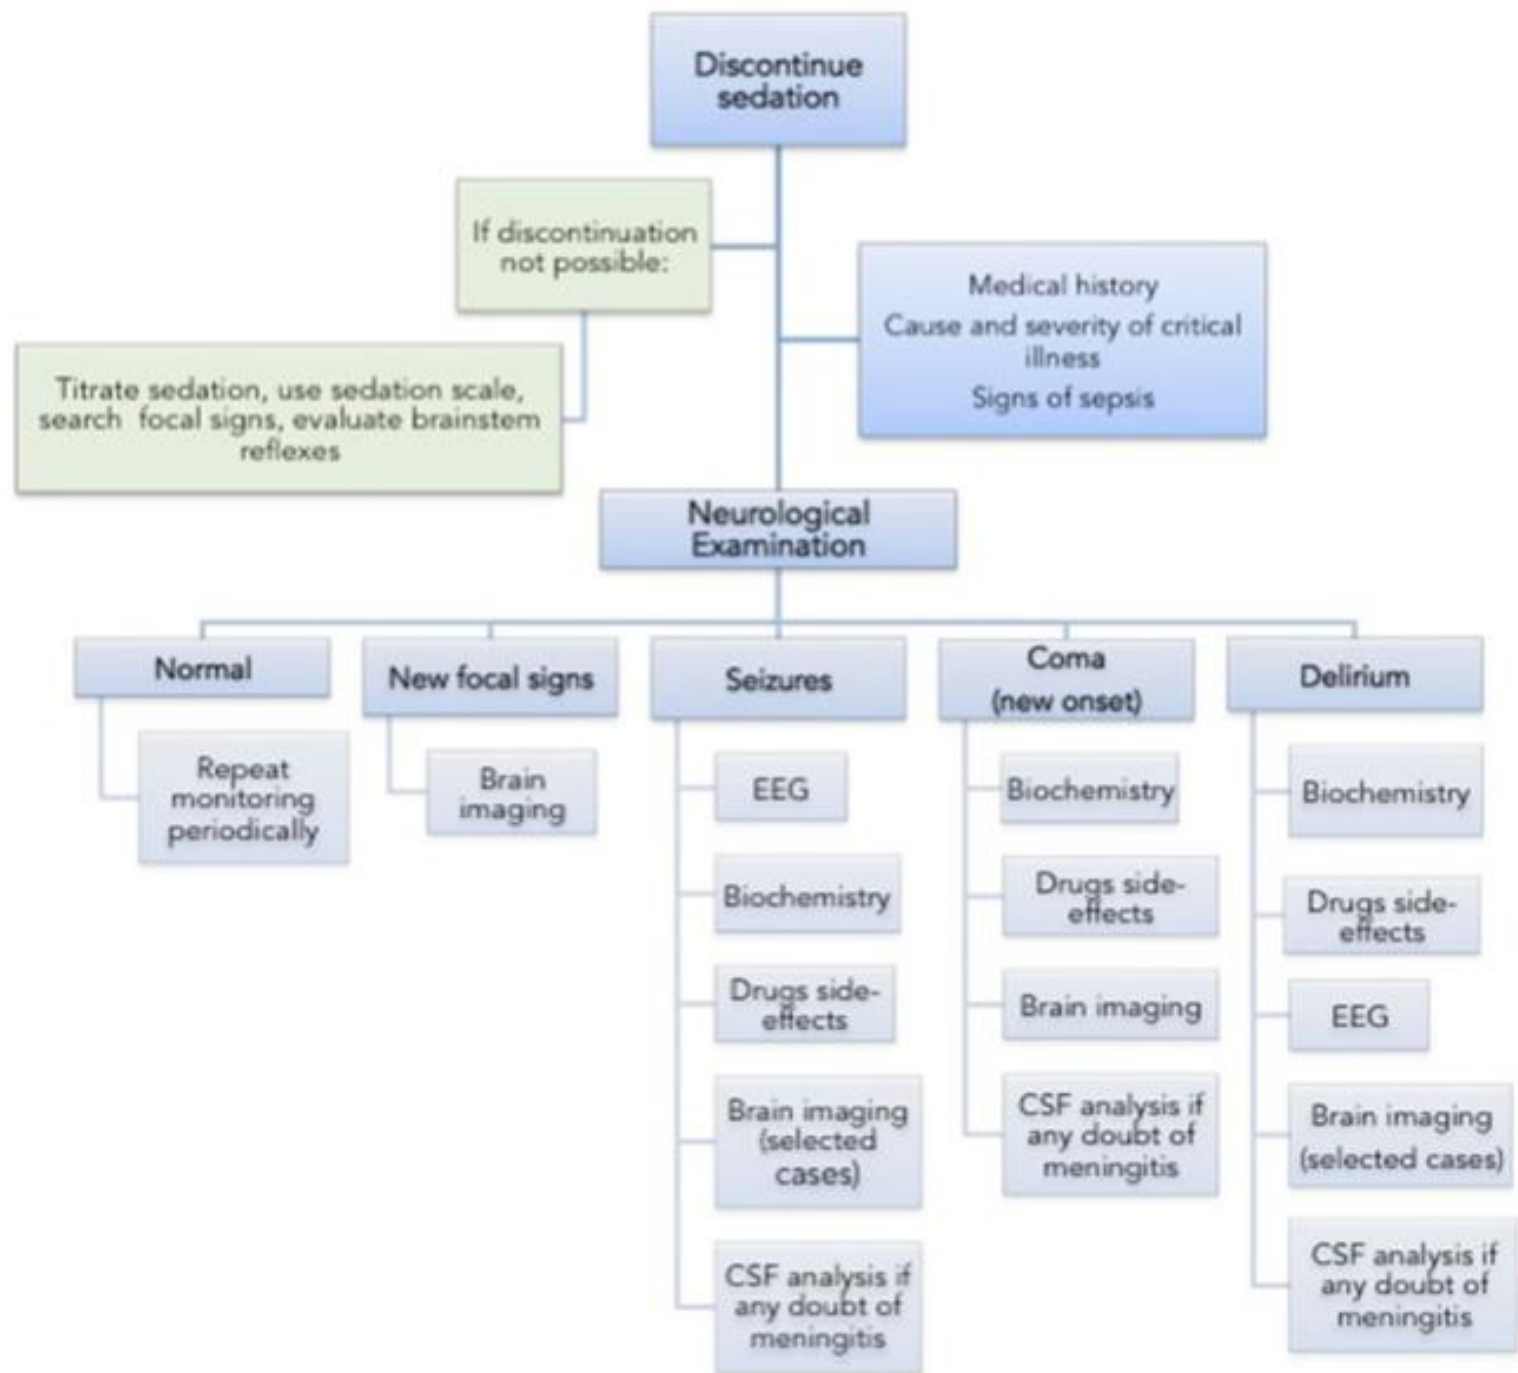 Discontinue
sedation
If discontinuation
not possible:
Medical history
Cause and severity of critical
illness
Signs of sepsis
Titrate sedation, use sedation scale,
search focal signs, evaluate brainstem
reflexes
Neurological
Examination
Normal
Repeat
monitoring
periodically
New focal signs
Brain
imaging
Seizures
EEG
Biochemistry
Drugs side-
effects
Brain imaging
(selected
cases)
CSF analysis if
any doubt of
meningitis
Coma
(new onset)
Biochemistry
Drugs side-
effects
Brain imaging
CSF analysis if
any doubt of
meningitis
Delirium
Biochemistry
Drugs side-
effects
EEG
Brain imaging
(selected cases)
CSF analysis if
any doubt of
meningitis